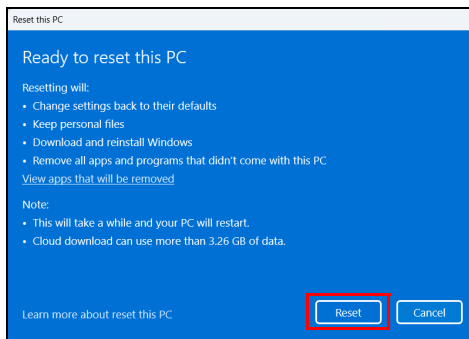 Reset this PC
Ready to reset this PC
Resetting will:
• Change settings back to their defaults
• Keep personal files
• Download and reinstall Windows
• Remove all apps and programs that didn't come with this PC
View apps that will be removed
Note:
• This will take a while and your PC will restart.
• Cloud download can use more than 3.26 GB of data.
Learn more about reset this PC
Reset
Cancel